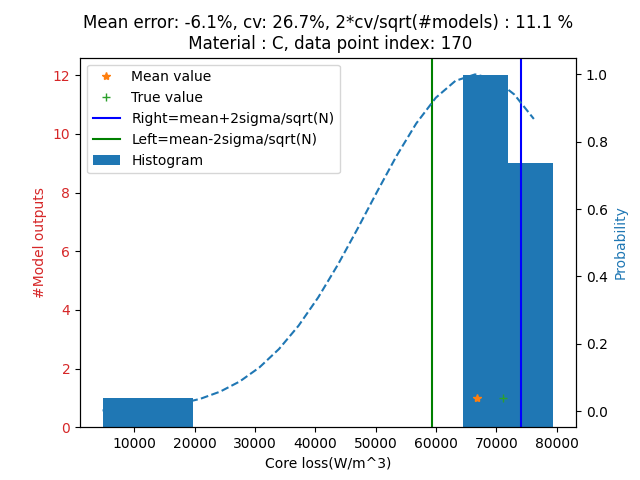 Mean error: -6.1%, cv: 26.7%, 2*cv/sqrt(#models) : 11.1 %
Material : C, data point index: 170
Mean value
True value
Right=mean+2sigma/sqrt(N)
Left=mean-2sigma/sqrt(N)
Histogram
12
10
8
6
4
2
0
#Model outputs
1.0
0.8
0.6
0.4
0.2
0.0
Probability
10000 20000 30000 40000 50000 60000 70000 80000
Core loss(W/m^3)